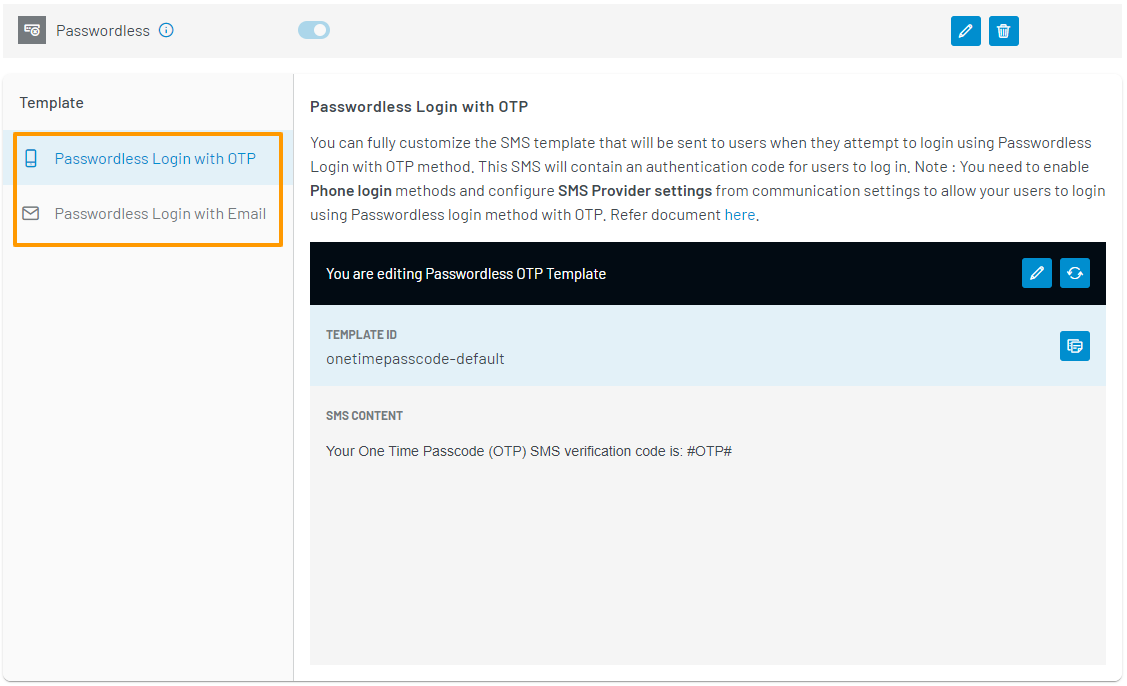 Passwordless
Template
Passwordless Login with OTP
Passwordless Login with Email
Passwordless Login with OTP
You can fully customize the SMS template that will be sent to users when they attempt to login using Passwordless
Login with OTP method. This SMS will contain an authentication code for users to log in. Note : You need to enable
Phone login methods and configure SMS Provider settings from communication settings to allow your users to login
using Passwordless login method with OTP. Refer document here.
You are editing Passwordless OTP Template
TEMPLATE ID
onetimepasscode-default
SMS CONTENT
Your One Time Passcode (OTP) SMS verification code is: #OTP#